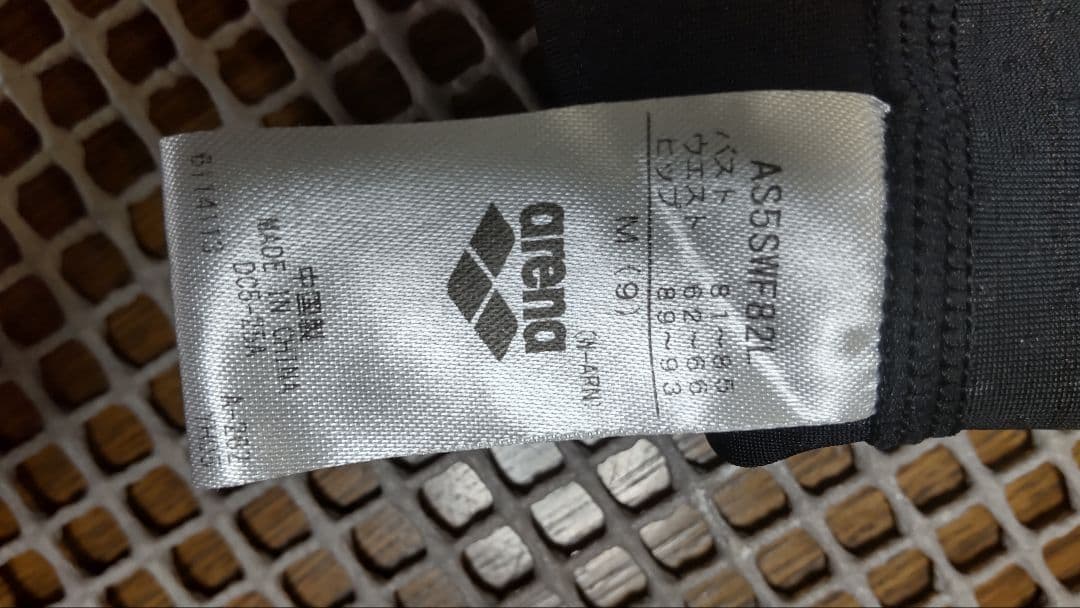 AS5SWF82L
バスト 81~85
ウエスト 62~66
ヒップ 89~93
M (9)
(N-ARN)
arena
中国製
MADE IN CHINA